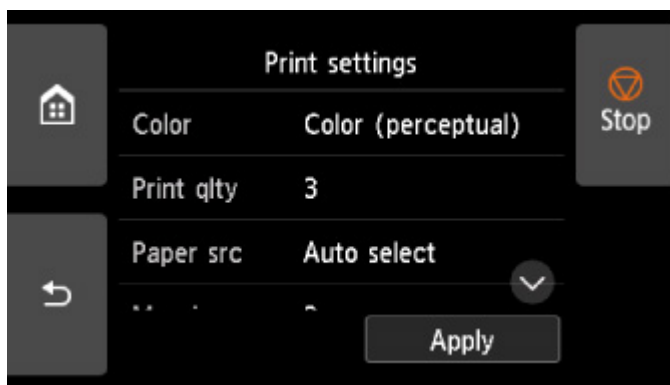 Print settings
Stop
Color Color (perceptual)
Print qlty 3
Paper src Auto select
Apply